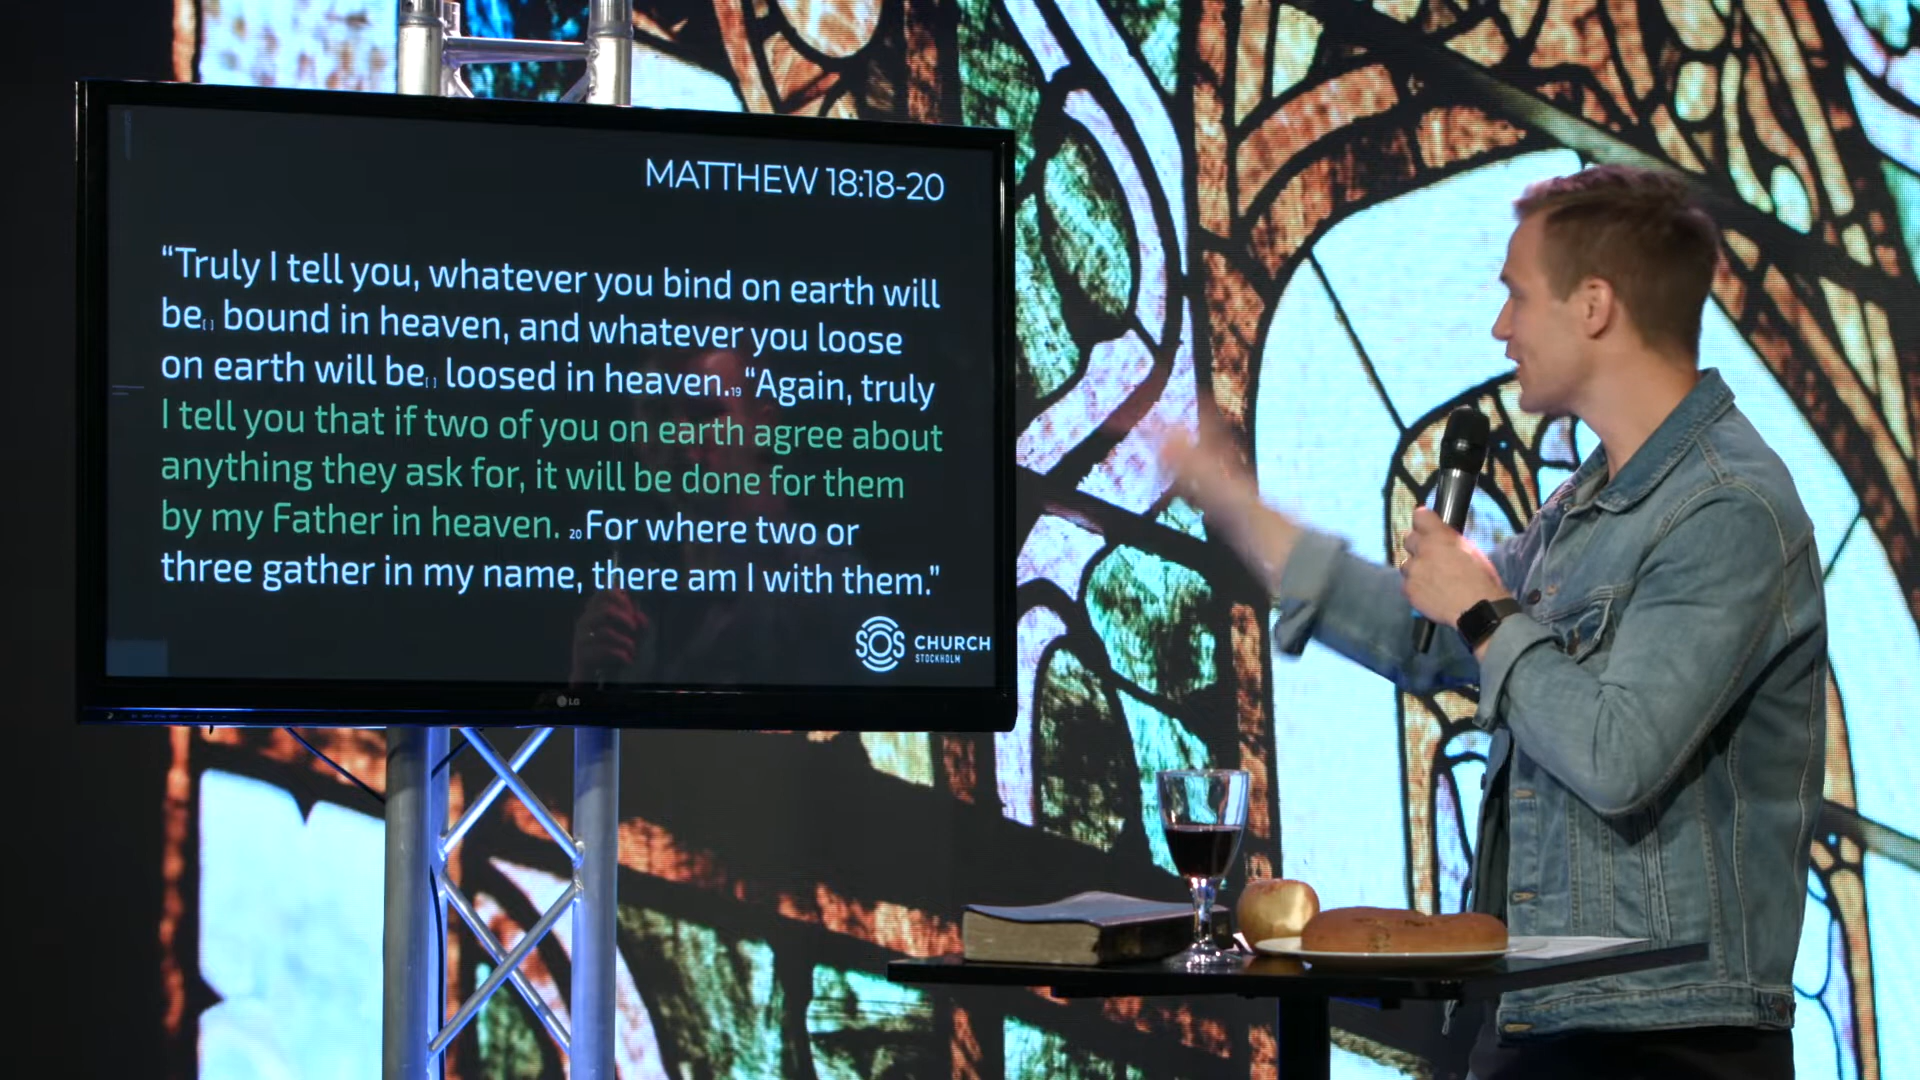 MATTHEW 18:18-20
“Truly I tell you, whatever you bind on earth will
be[ ] bound in heaven, and whatever you loose
on earth will be[ ] loosed in heaven.19 “Again, truly
I tell you that if two of you on earth agree about
anything they ask for, it will be done for them
by my Father in heaven. 20 For where two or
three gather in my name, there am I with them.”
SOS CHURCH
STOCKHOLM
LG